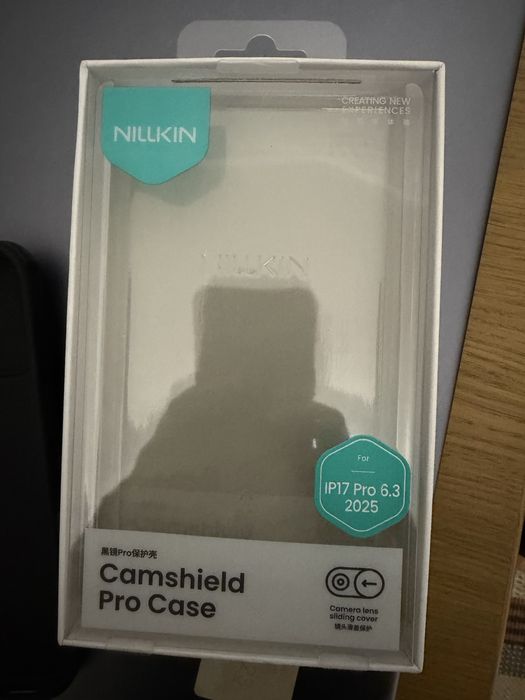 NILLKIN
CREATING NEW
EXPERIENCES
NILLKIN
For
IP17 Pro 6.3
2025
黑镜Pro保护壳
Camshield
Pro Case
Camera lens
sliding cover
镜头滑盖保护